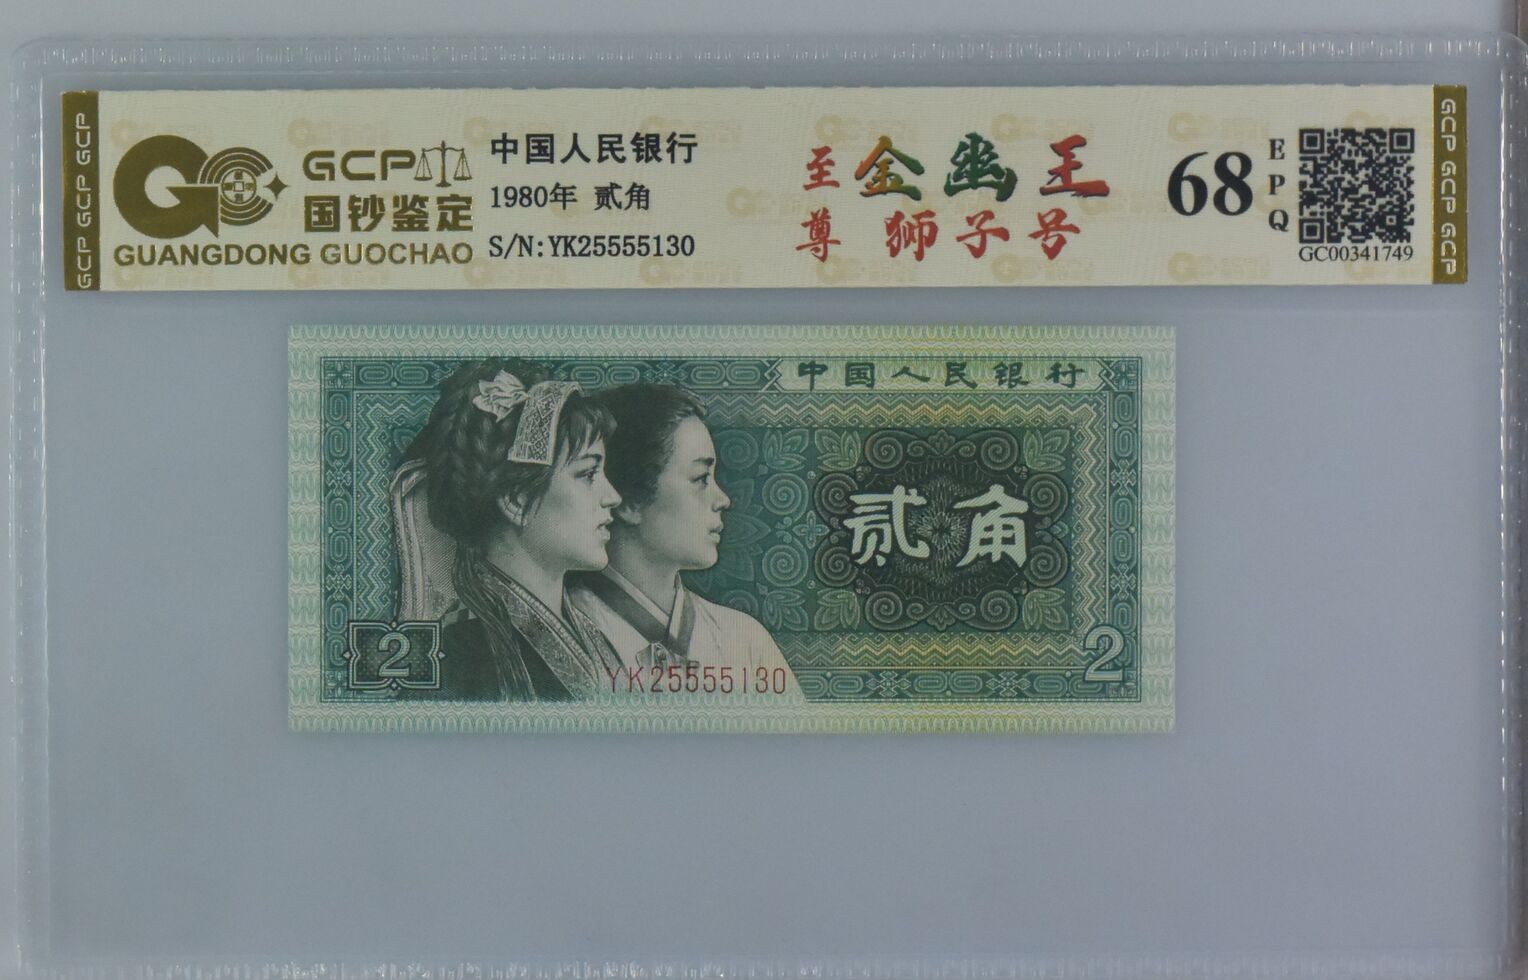 GCP GCP GCP
GCP
国钞鉴定
GUANGDONG GUOCHAO
中国人民银行
1980年 贰角
S/N:YK25555130
至尊
金幽王
狮子号
68
EPQ
GC00341749
GCP GCP GCP
中国人民银行
贰角
2
2
YK25555130